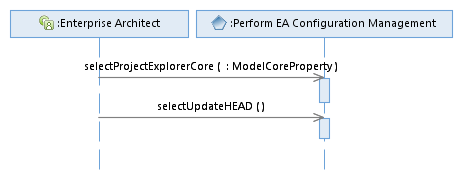 :Enterprise Architect
:Perform EA Configuration Management
selectProjectExplorerCore ( : ModelCoreProperty )
selectUpdateHEAD ( )